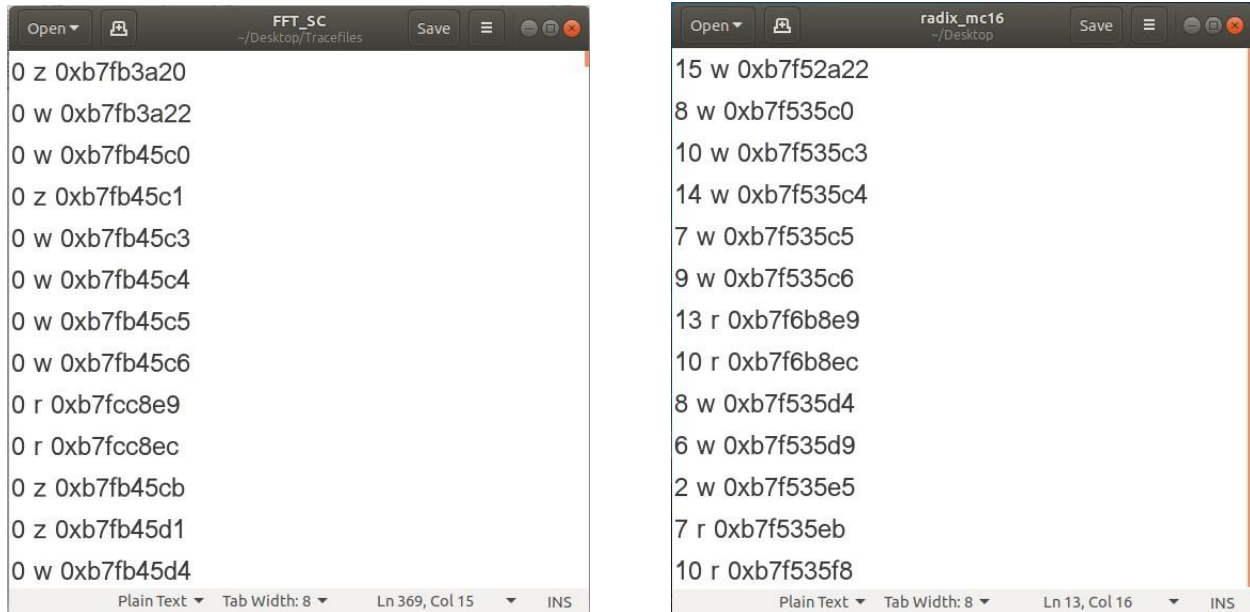 Open
FFT_SC
~/Desktop/Tracefiles
Save
0 z 0xb7fb3a20
0 w 0xb7fb3a22
0 w 0xb7fb45c0
0 z 0xb7fb45c1
0 w 0xb7fb45c3
0 w 0xb7fb45c4
0 w 0xb7fb45c5
0 w 0xb7fb45c6
0 r 0xb7fcc8e9
0 r 0xb7fcc8ec
0 z 0xb7fb45cb
0 z 0xb7fb45d1
0 w 0xb7fb45d4
Plain Text Tab Width: 8 Ln 369, Col 15 INS
Open
radix_mc16
~/Desktop
Save
15 w 0xb7f52a22
8 w 0xb7f535c0
10 w 0xb7f535c3
14 w 0xb7f535c4
7 w 0xb7f535c5
9 w 0xb7f535c6
13 r 0xb7f6b8e9
10 r 0xb7f6b8ec
8 w 0xb7f535d4
6 w 0xb7f535d9
2 w 0xb7f535e5
7 r 0xb7f535eb
10 r 0xb7f535f8
Plain Text Tab Width: 8 Ln 13, Col 16 INS